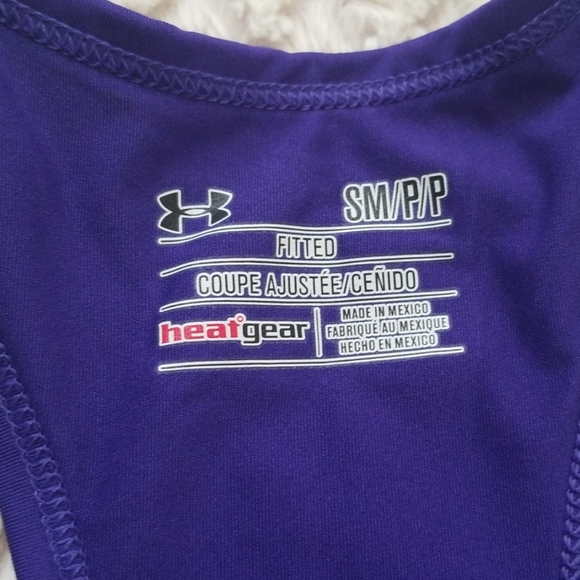 SM/P/P
FITTED
COUPE AJUSTÉE/CEÑIDO
heatgear
MADE IN MEXICO
FABRIQUÉ AU MEXIQUE
HECHO EN MEXICO